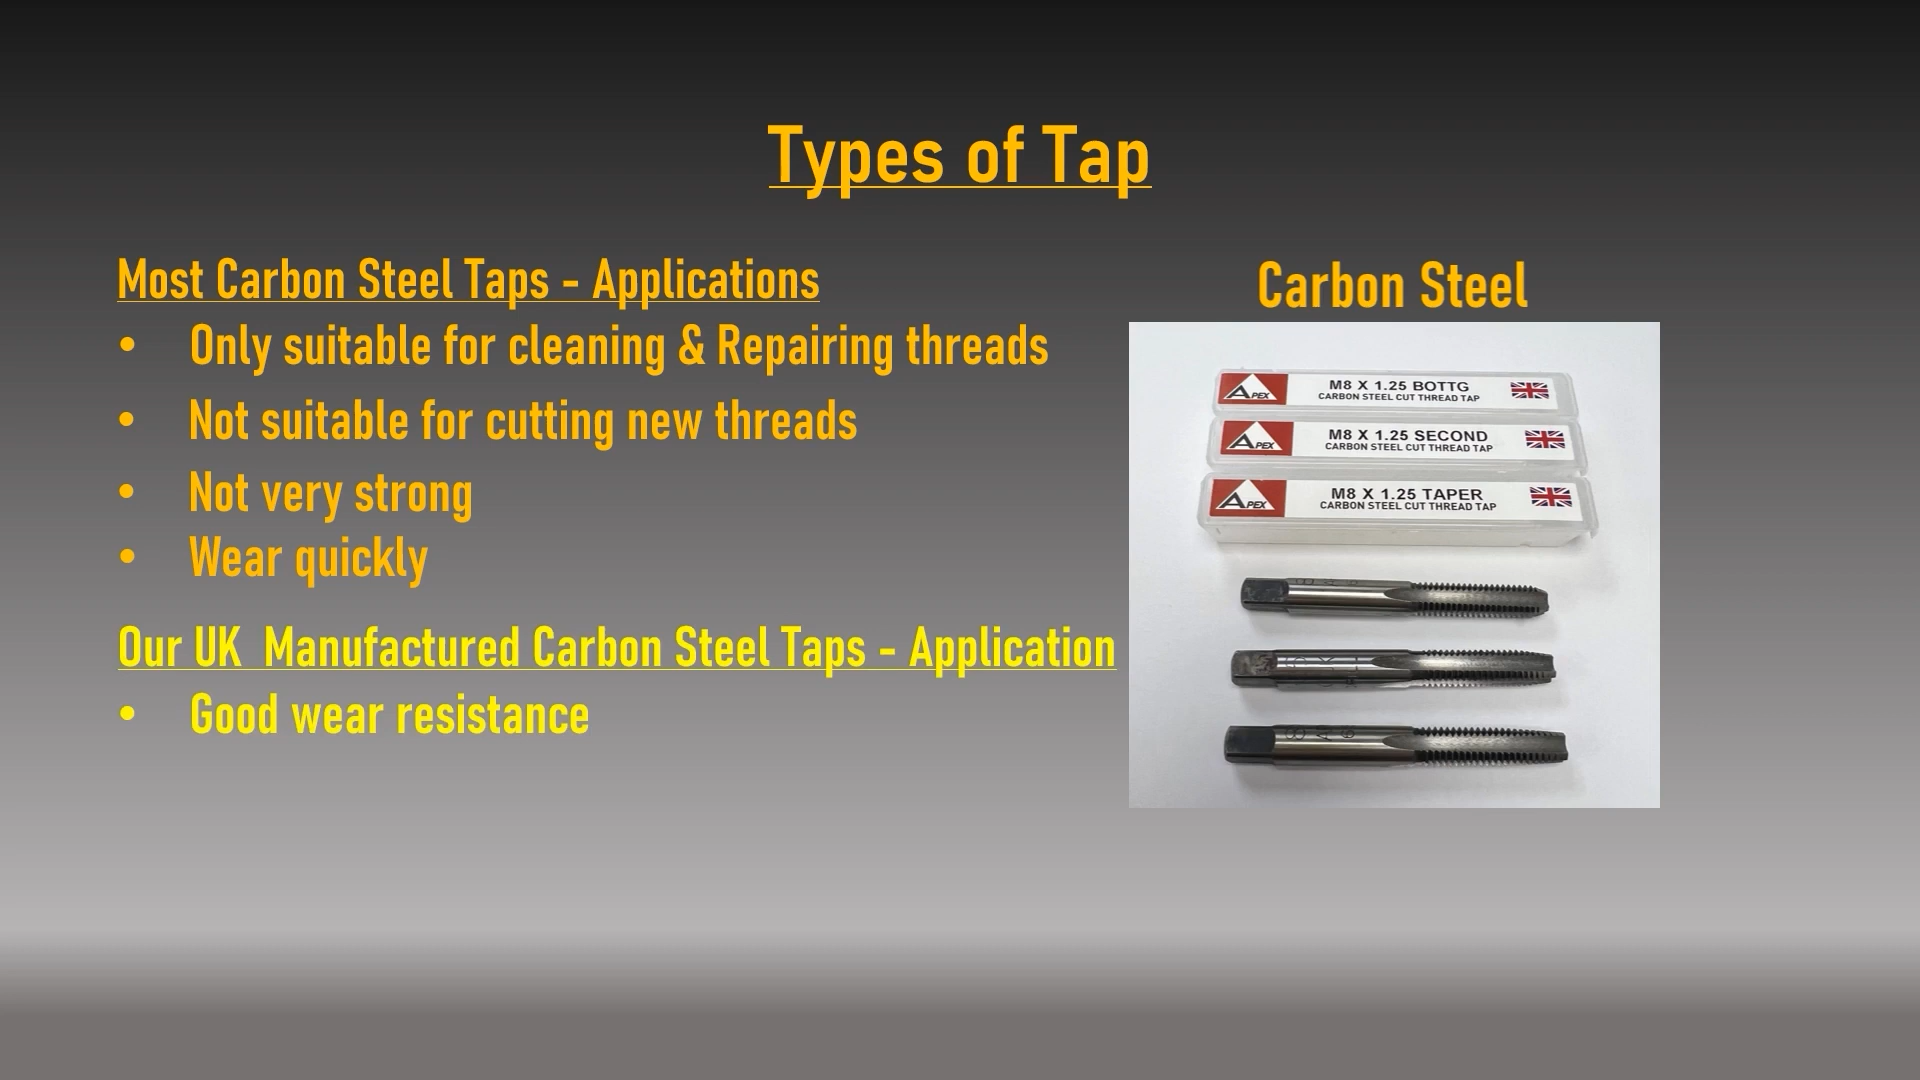 Types of Tap
Most Carbon Steel Taps - Applications
• Only suitable for cleaning & Repairing threads
• Not suitable for cutting new threads
• Not very strong
• Wear quickly
Our UK Manufactured Carbon Steel Taps - Application
• Good wear resistance
Carbon Steel
APEX
M8 X 1.25 BOTTG
CARBON STEEL CUT THREAD TAP
APEX
M8 X 1.25 SECOND
CARBON STEEL CUT THREAD TAP
APEX
M8 X 1.25 TAPER
CARBON STEEL CUT THREAD TAP